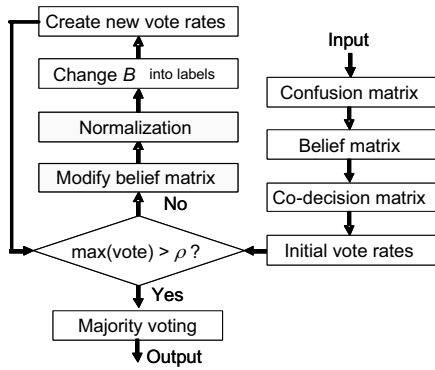 Input
Confusion matrix
Belief matrix
Co-decision matrix
Initial vote rates
max(vote) > ρ ?
No
Modify belief matrix
Normalization
Change B into labels
Create new vote rates
Yes
Majority voting
Output